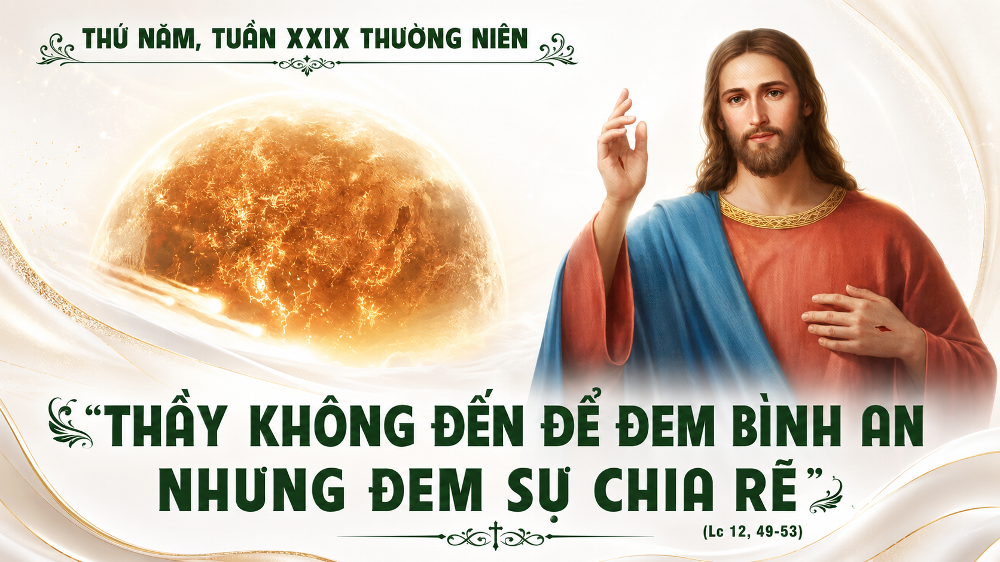 THỨ NĂM, TUẦN XXIX THƯỜNG NIÊN
“THẦY KHÔNG ĐẾN ĐỂ ĐEM BÌNH AN
NHƯNG ĐEM SỰ CHIA RẼ”
(Lc 12, 49-53)